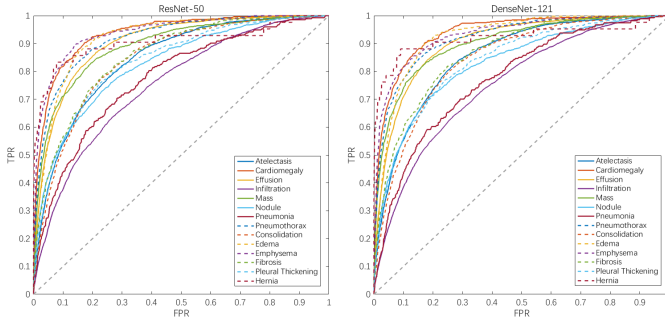 ResNet-50
TPR
1
0.9
0.8
0.7
0.6
0.5
0.4
0.3
0.2
0.1
0
0 0.1 0.2 0.3 0.4 0.5 0.6 0.7 0.8 0.9 1
FPR
Atelectasis
Cardiomegaly
Effusion
Infiltration
Mass
Nodule
Pneumonia
Pneumothorax
Consolidation
Edema
Emphysema
Fibrosis
Pleural Thickening
Hernia
DenseNet-121
TPR
1
0.9
0.8
0.7
0.6
0.5
0.4
0.3
0.2
0.1
0
0 0.1 0.2 0.3 0.4 0.5 0.6 0.7 0.8 0.9
FPR
Atelectasis
Cardiomegaly
Effusion
Infiltration
Mass
Nodule
Pneumonia
Pneumothorax
Consolidation
Edema
Emphysema
Fibrosis
Pleural Thickening
Hernia